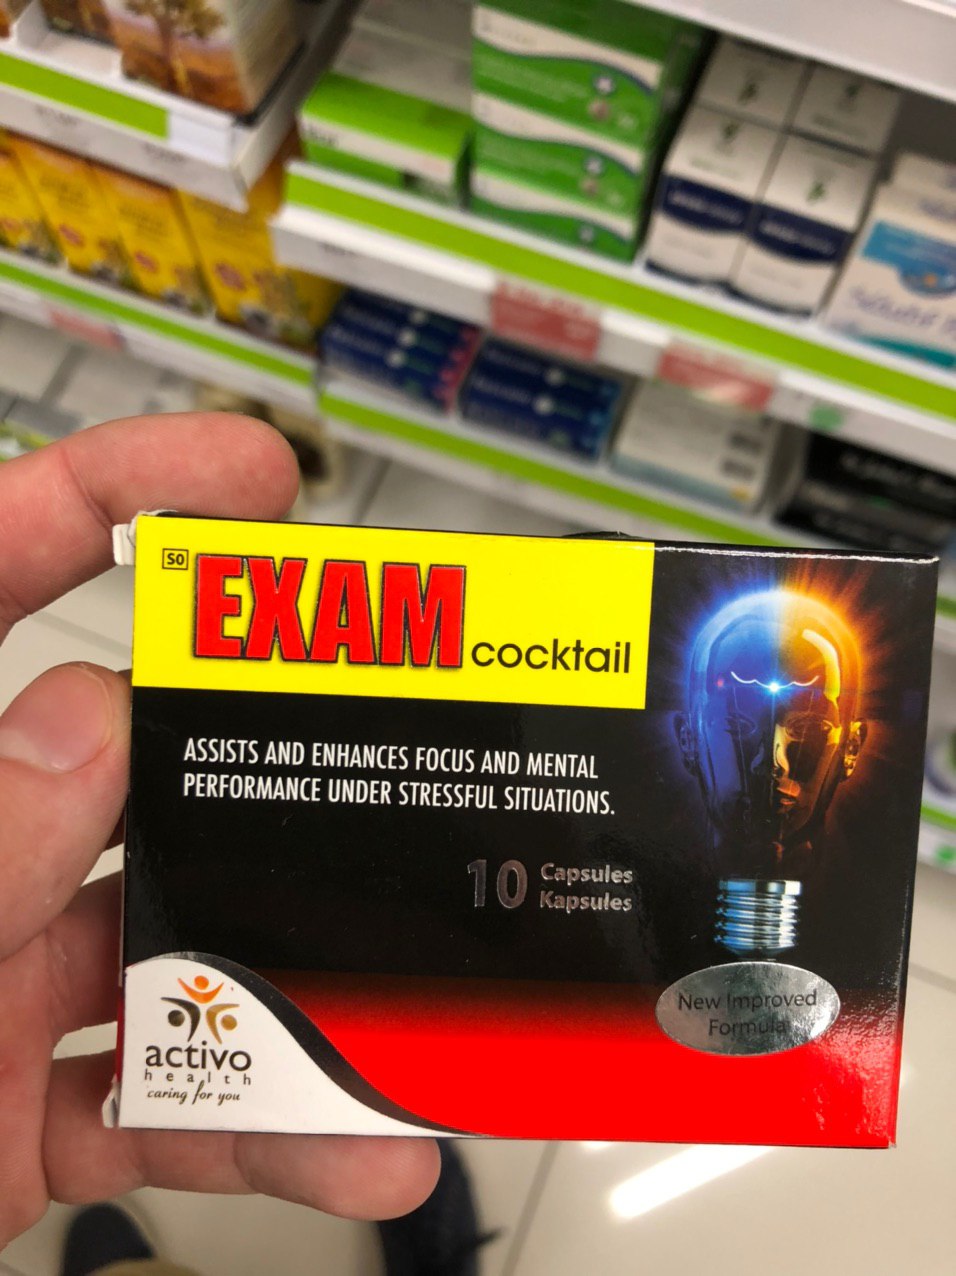 S0
EXAM cocktail
ASSISTS AND ENHANCES FOCUS AND MENTAL
PERFORMANCE UNDER STRESSFUL SITUATIONS.
10 Capsules
Kapsules
New Improved
Formula
activo
health
caring for you